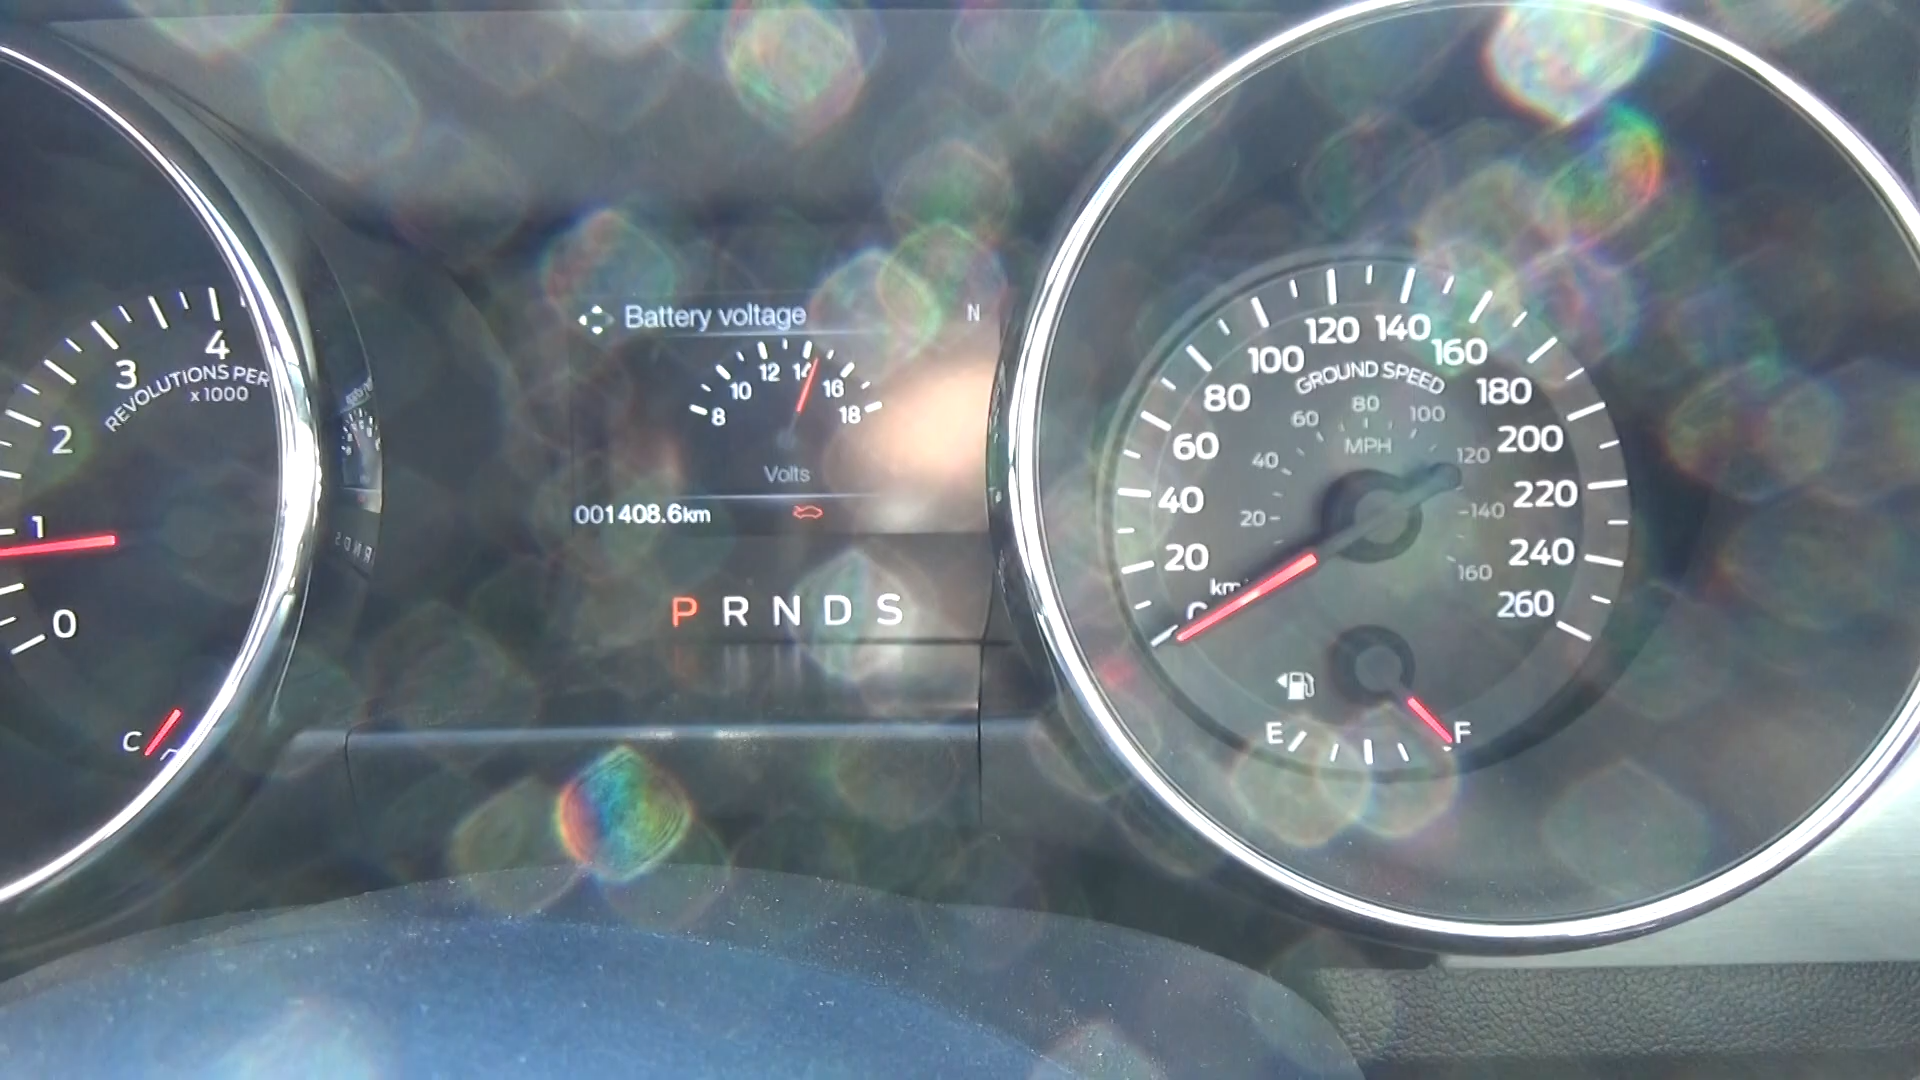 Battery voltage N
8 10 12 14 16 18
Volts
001408.6km
P R N D S
0 1 2 3 4
REVOLUTIONS PER
x 1000
C
20 40 60 80 100 120 140 160 180 200 220 240 260
GROUND SPEED
20 40 60 80 100 120 140 160
MPH
E F